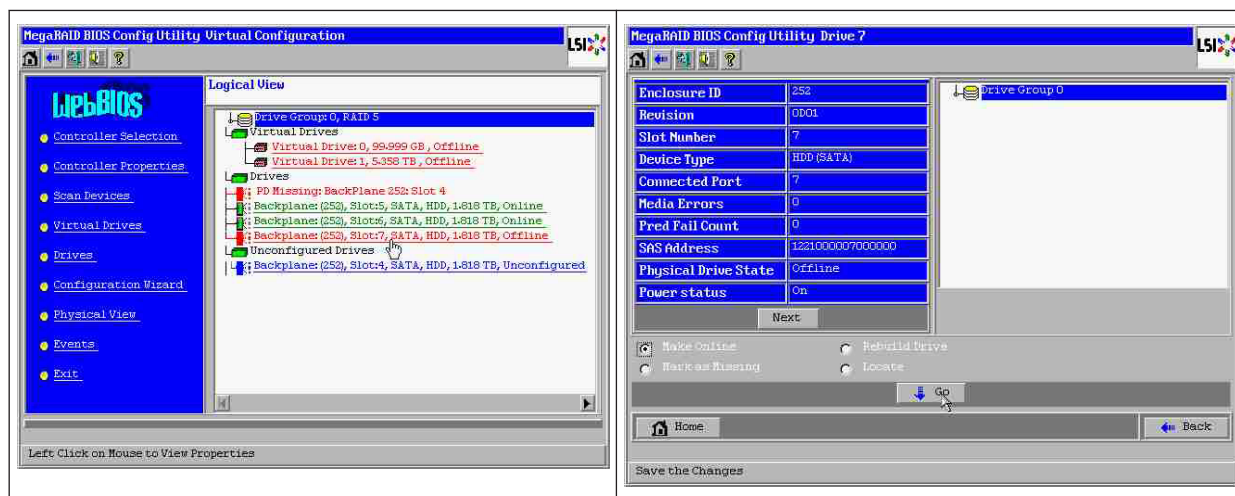 MegaRAID BIOS Config Utility Virtual Configuration
LSI
WebBIOS
Controller Selection
Controller Properties
Scan Devices
Virtual Drives
Drives
Configuration Wizard
Physical View
Events
Exit
Logical View
Drive Group: 0, RAID 5
Virtual Drives
Virtual Drive: 0, 99.999 GB, Offline
Virtual Drive: 1, 5.358 TB, Offline
Drives
PD Missing: BackPlane 252: Slot 4
Backplane: (252), Slot:5, SATA, HDD, 1.818 TB, Online
Backplane: (252), Slot:6, SATA, HDD, 1.818 TB, Online
Backplane: (252), Slot:7, SATA, HDD, 1.818 TB, Offline
Unconfigured Drives
Backplane: (252), Slot:4, SATA, HDD, 1.818 TB, Unconfigured
Left Click on Mouse to View Properties
MegaRAID BIOS Config Utility Drive 7
LSI
Enclosure ID 252
Revision 0D01
Slot Number 7
Device Type HDD (SATA)
Connected Port 7
Media Errors 0
Pred Fail Count 0
SAS Address 1221000007000000
Physical Drive State Offline
Power status On
Next
Drive Group 0
Make Online Rebuild Drive
Mark as Missing Locate
Go
Home Back
Save the Changes